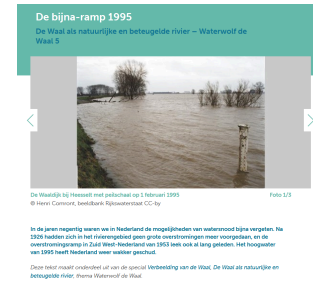 De bijna-ramp 1995
De Waal als natuurlijke en beteugelde rivier – Waterwolf de
Waal 5
De Waaldijk bij Heesselt met peilschaal op 1 februari 1995
Foto 1/3
© Henri Cormont, beeldbank Rijkswaterstaat CC-by
In de jaren negentig waren we in Nederland de mogelijkheden van watersnood bijna vergeten. Na
1926 hadden zich in het rivierengebied geen grote overstromingen meer voorgedaan, en de
overstromingsramp in Zuid West-Nederland van 1953 leek ook al lang geleden. Het hoogwater
van 1995 heeft Nederland weer wakker geschud.
Deze tekst maakt onderdeel uit van de special Verbeelding van de Waal, De Waal als natuurlijke en
beteugelde rivier, thema Waterwolf de Waal.